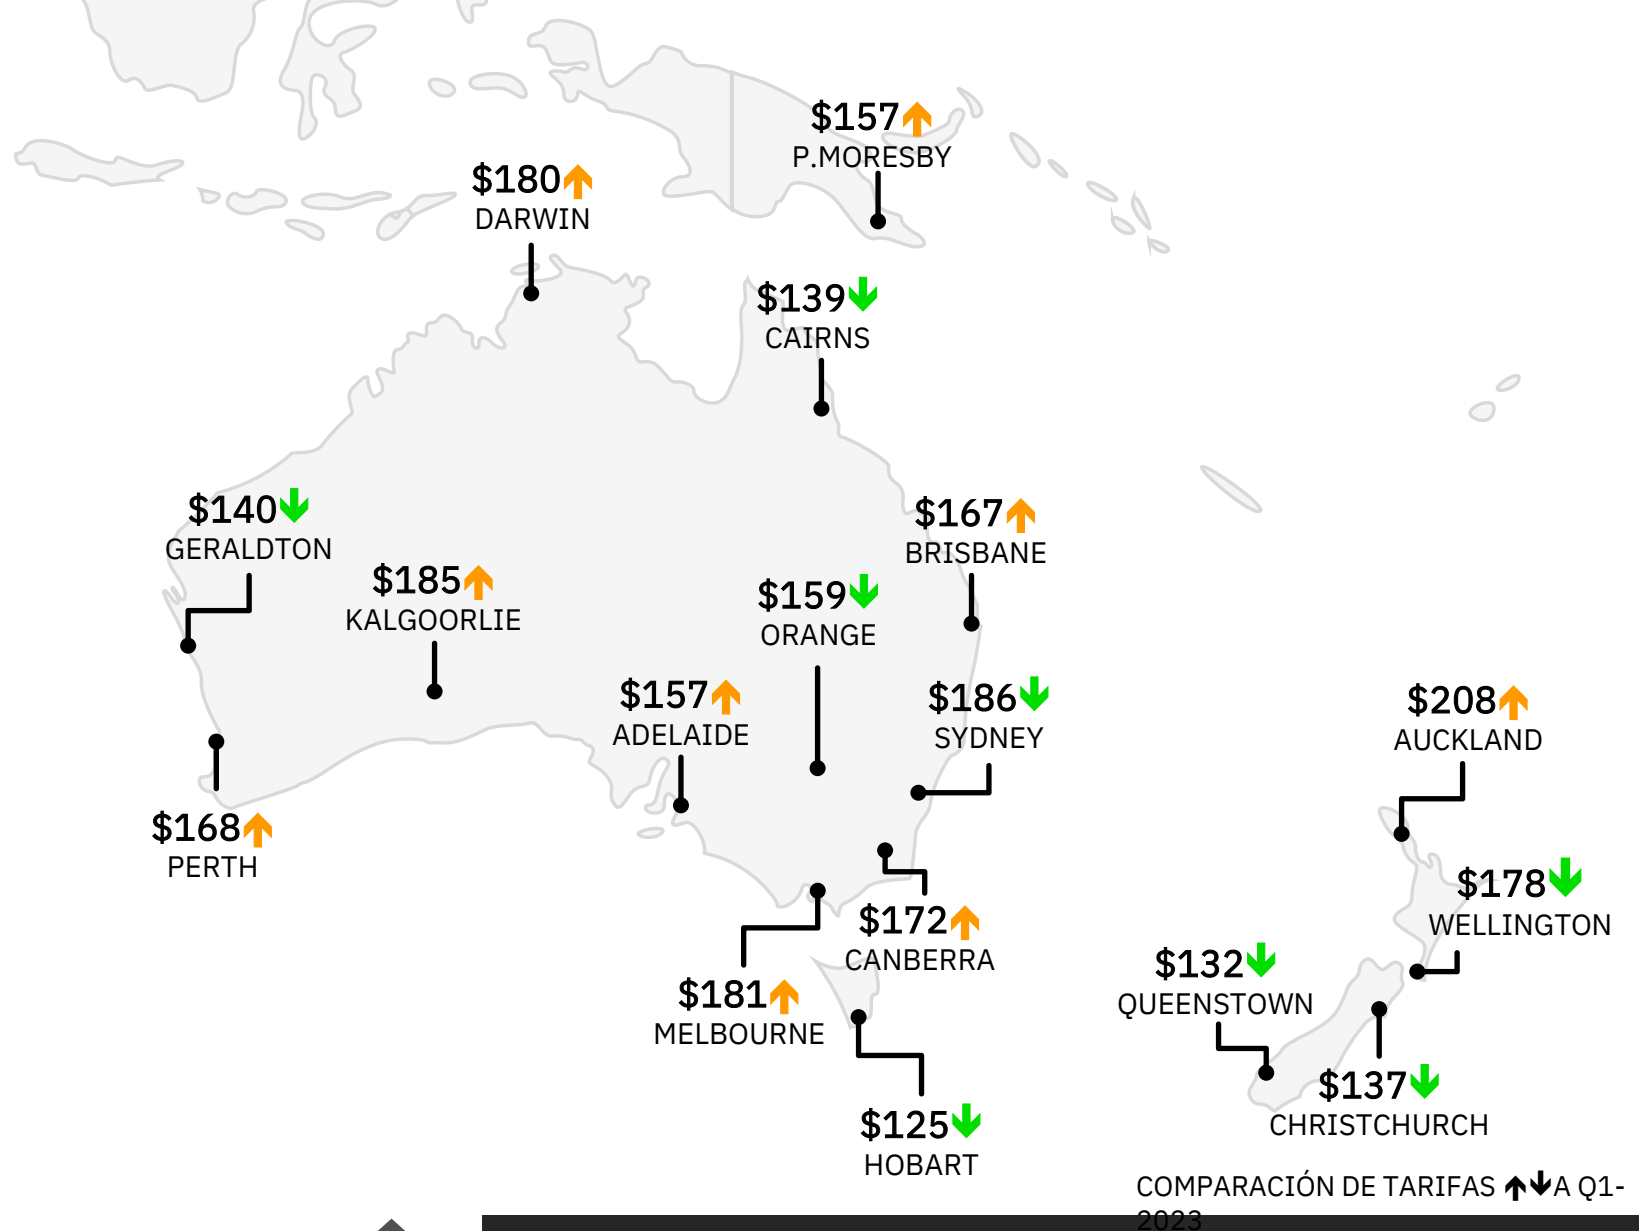 $157↑
P.MORESBY
$180↑
DARWIN
$139↓
CAIRNS
$140↓
GERALDTON
$185↑
KALGOORLIE
$159↓
ORANGE
$167↑
BRISBANE
$157↑
ADELAIDE
$186↓
SYDNEY
$208↑
AUCKLAND
$168↑
PERTH
$178↓
WELLINGTON
$172↑
CANBERRA
$181↑
MELBOURNE
$132↓
QUEENSTOWN
$137↓
CHRISTCHURCH
$125↓
HOBART
COMPARACIÓN DE TARIFAS ↑↓A Q1-
2023